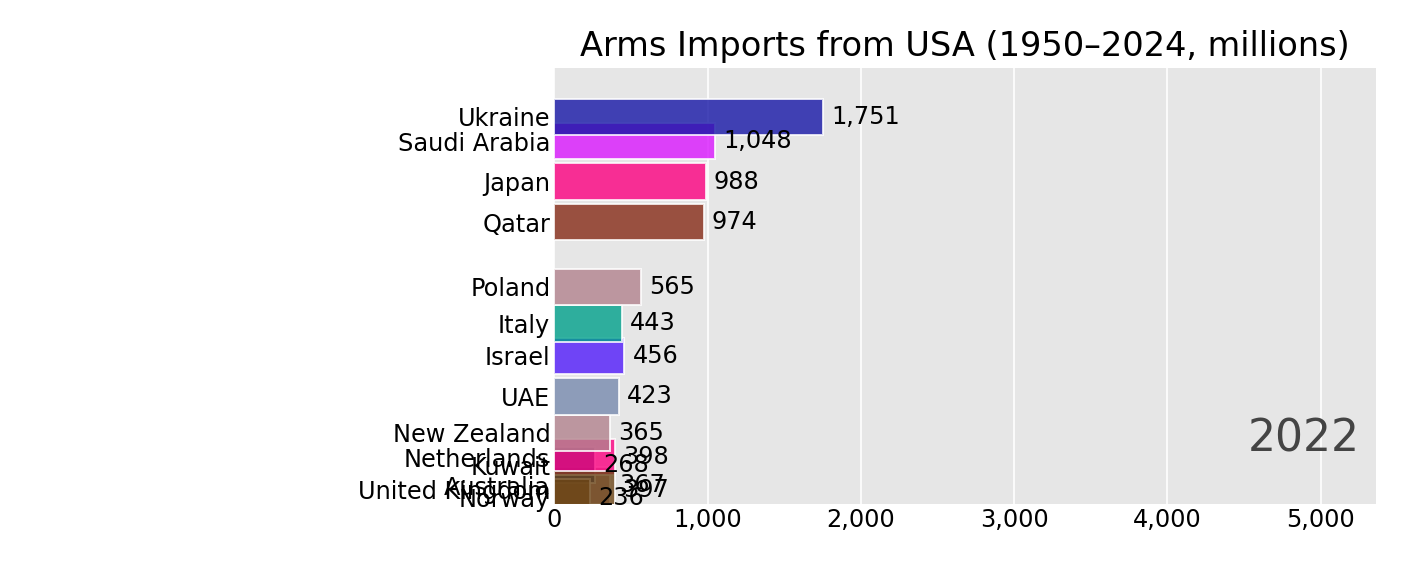 Arms Imports from USA (1950–2024, millions)
Ukraine 1,751
Saudi Arabia 1,048
Japan 988
Qatar 974
Poland 565
Italy 443
Israel 456
UAE 423
New Zealand 365
Netherlands 398
Kuwait 268
Australia 367
United Kingdom 397
Norway 236
2022
0 1,000 2,000 3,000 4,000 5,000